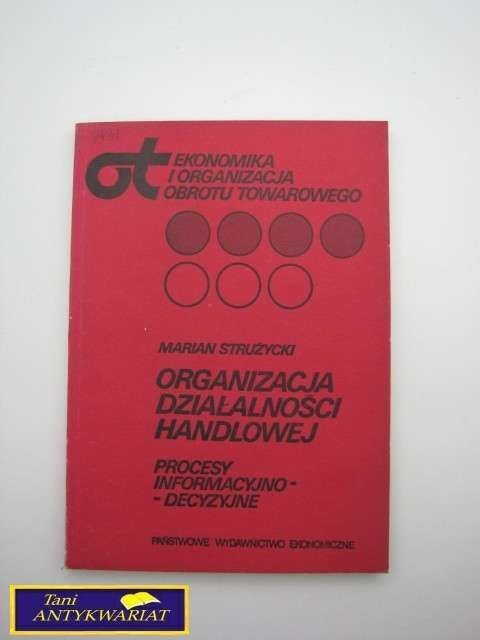 ot
EKONOMIKA
I ORGANIZACJA
OBROTU TOWAROWEGO
MARIAN STRUŻYCKI
ORGANIZACJA
DZIAŁALNOŚCI
HANDLOWEJ
PROCESY
INFORMACYJNO-
-DECYZYJNE
PAŃSTWOWE WYDAWNICTWO EKONOMICZNE
Tani
ANTYKWARIAT